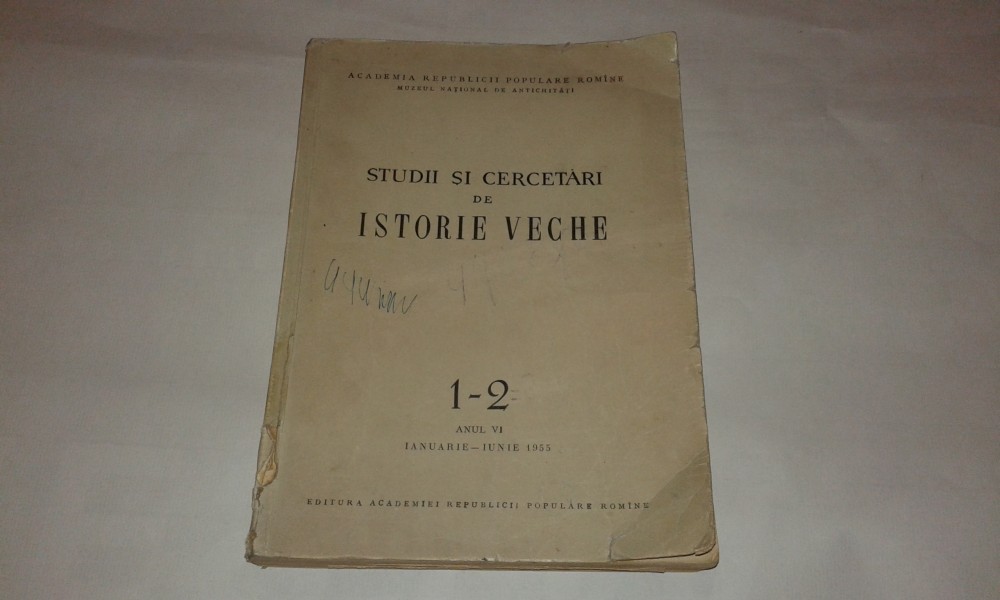 ACADEMIA REPUBLICII POPULARE ROMÎNE
MUZEUL NAȚIONAL DE ANTICHITĂȚI
STUDII ȘI CERCETĂRI
DE
ISTORIE VECHE
1-2
ANUL VI
IANUARIE—IUNIE 1955
EDITURA ACADEMIEI REPUBLICII POPULARE ROMÎNE